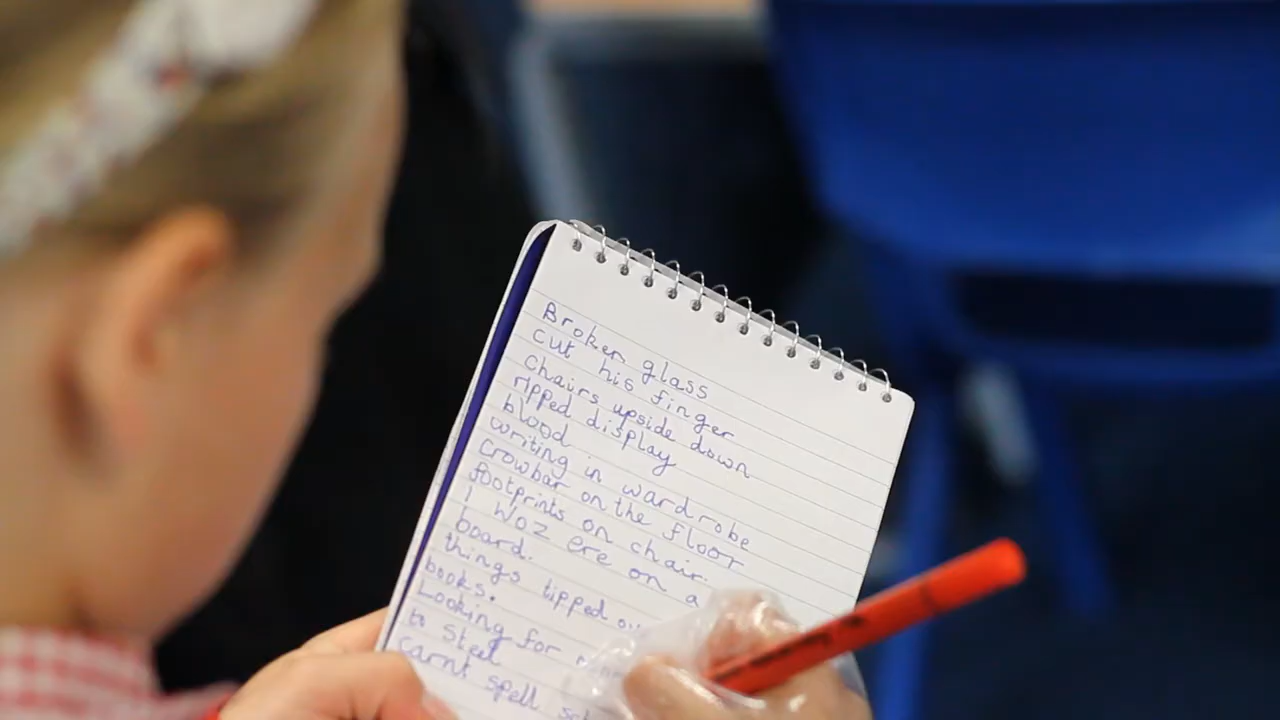 Broken glass
cut his finger
chairs upside down
ripped display
blood
writing in wardrobe
Crowbar on the floor
footprints on chair.
I Woz ere on a
board.
things tipped
books.
Looking for
to Steel
carnt spell